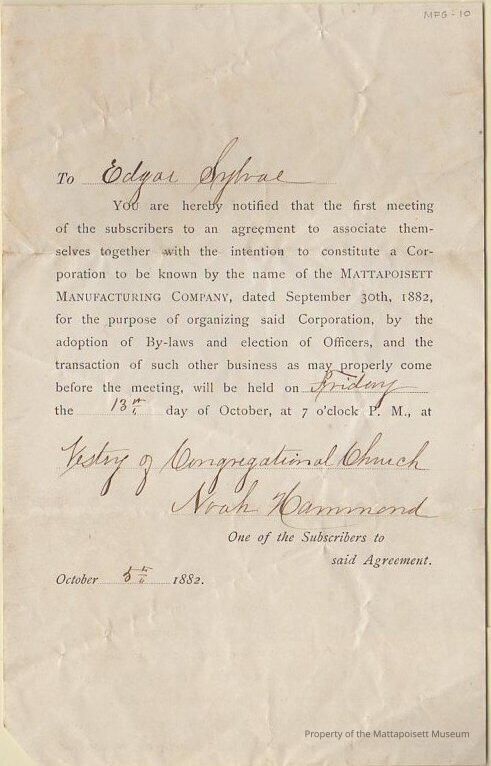 MFG-10
To Edgar Sylvae
You are hereby notified that the first meeting
of the subscribers to an agreement to associate them-
selves together with the intention to constitute a Cor-
poration to be known by the name of the MATTAPOISETT
MANUFACTURING COMPANY, dated September 30th, 1882,
for the purpose of organizing said Corporation, by the
adoption of By-laws and election of Officers, and the
transaction of such other business as may properly come
before the meeting, will be held on Friday
the 13th day of October, at 7 o'clock P. M., at
Vestry of Congregational Church
Noah Hammond
One of the Subscribers to
said Agreement.
October 5th 1882.
Property of the Mattapoisett Museum